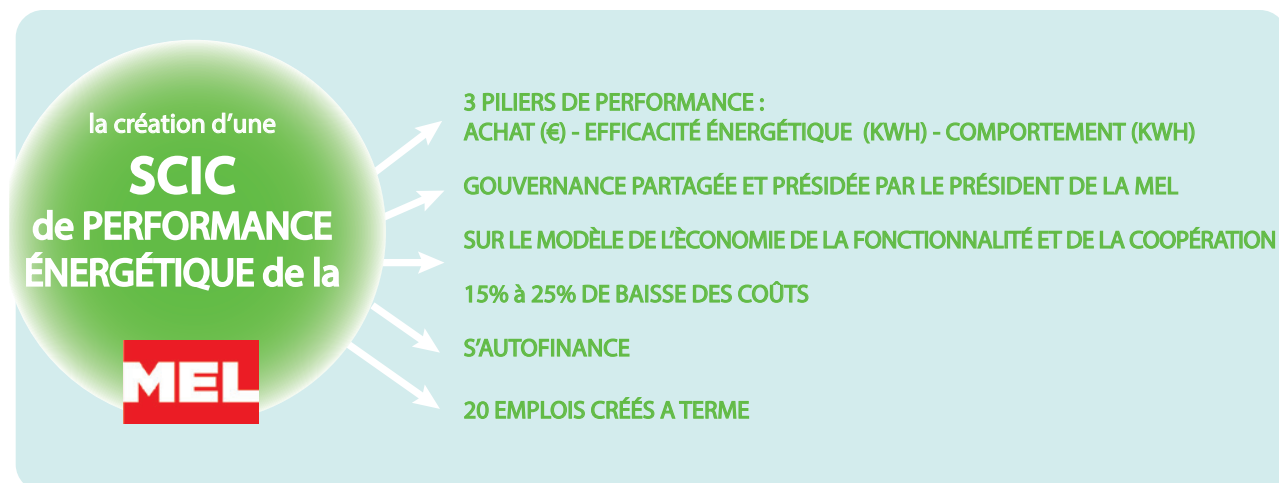 la création d'une
SCIC
de PERFORMANCE
ÉNERGÉTIQUE de la
MEL
3 PILIERS DE PERFORMANCE :
ACHAT (€) - EFFICACITÉ ÉNERGÉTIQUE (KWH) - COMPORTEMENT (KWH)
GOUVERNANCE PARTAGÉE ET PRÉSIDÉE PAR LE PRÉSIDENT DE LA MEL
SUR LE MODÈLE DE L'ÈCONOMIE DE LA FONCTIONNALITÉ ET DE LA COOPÉRATION
15% à 25% DE BAISSE DES COÛTS
S'AUTOFINANCE
20 EMPLOIS CRÉÉS A TERME